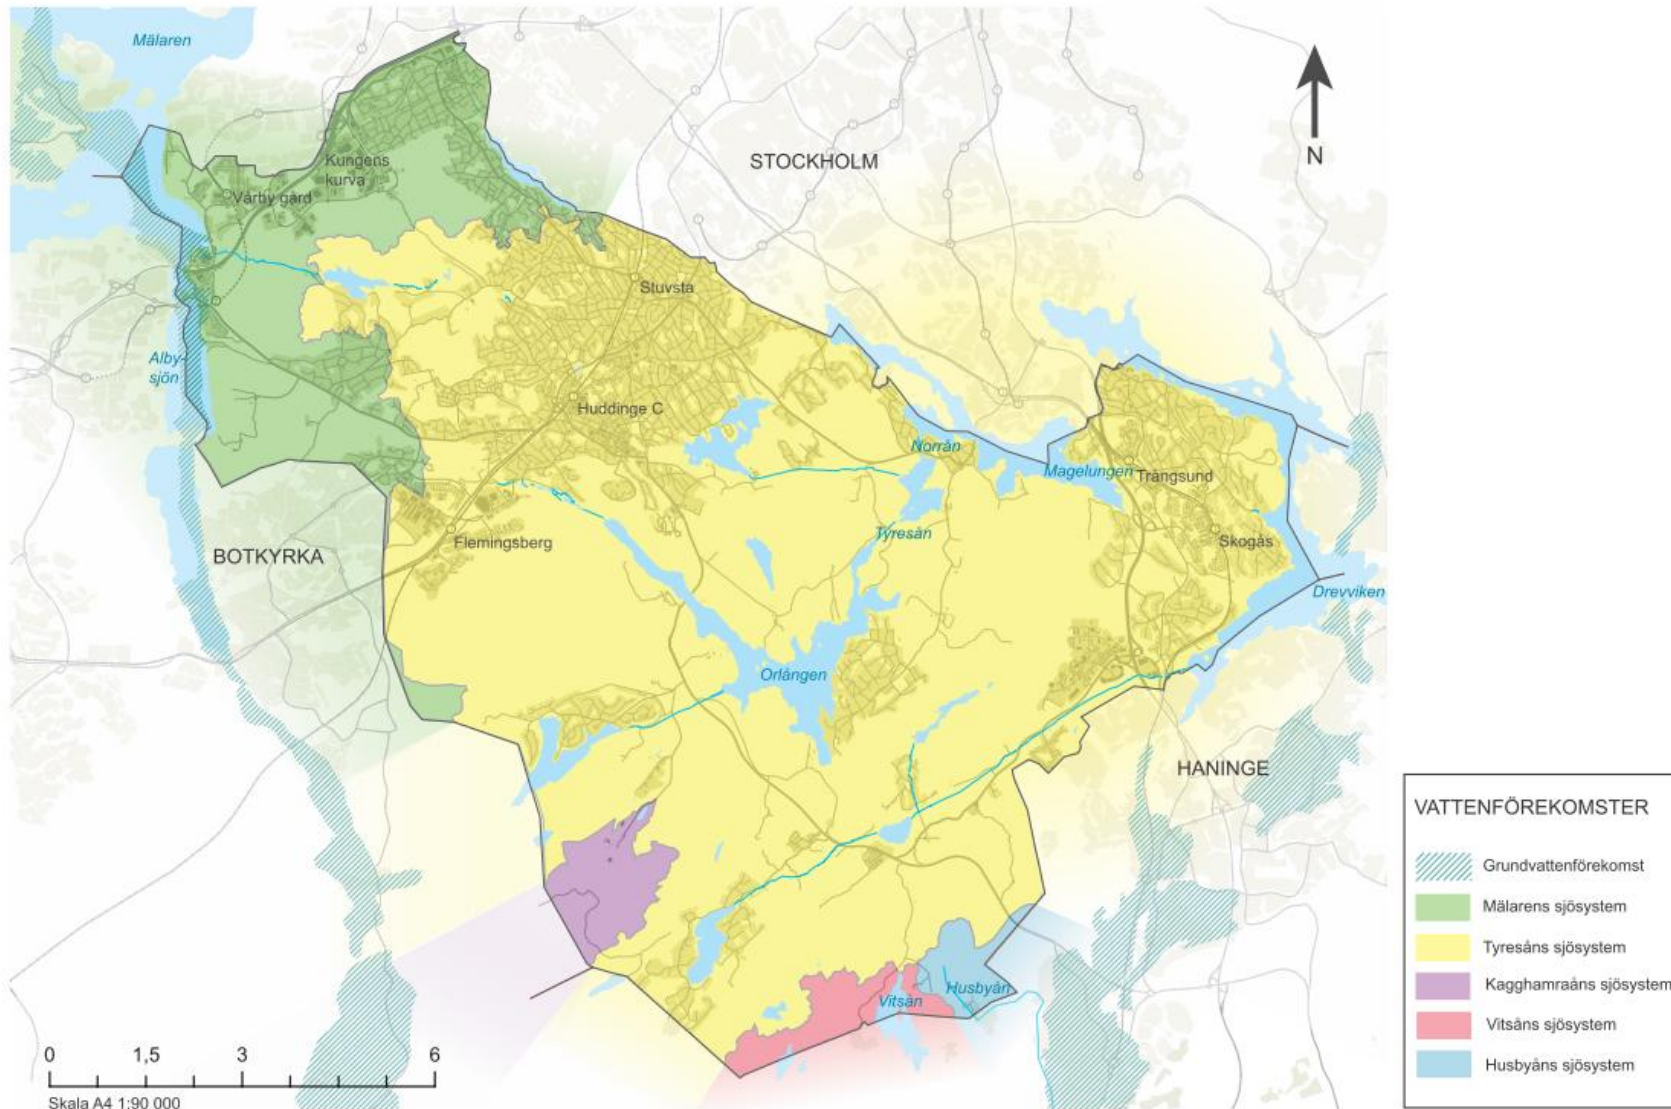 Mälaren
STOCKHOLM
N
Kungens
kurva
Vårby gård
Stuvsta
Alby-
sjön
Huddinge C
Norrån
Magelungen
Trångsund
Tyresån
Skogås
Flemingsberg
BOTKYRKA
Drevviken
Orlången
HANINGE
Husbyån
Vitsån
0 1,5 3 6
Skala A4 1:90 000
VATTENFÖREKOMSTER
Grundvattenförekomst
Mälarens sjösystem
Tyresåns sjösystem
Kagghamraåns sjösystem
Vitsåns sjösystem
Husbyåns sjösystem